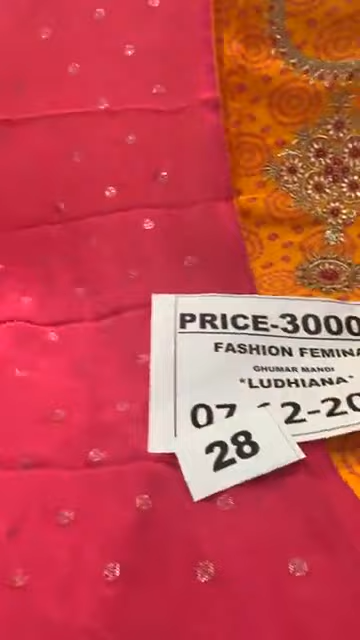 PRICE-3000
FASHION FEMINA
GHUMAR MANDI
"LUDHIANA"
28